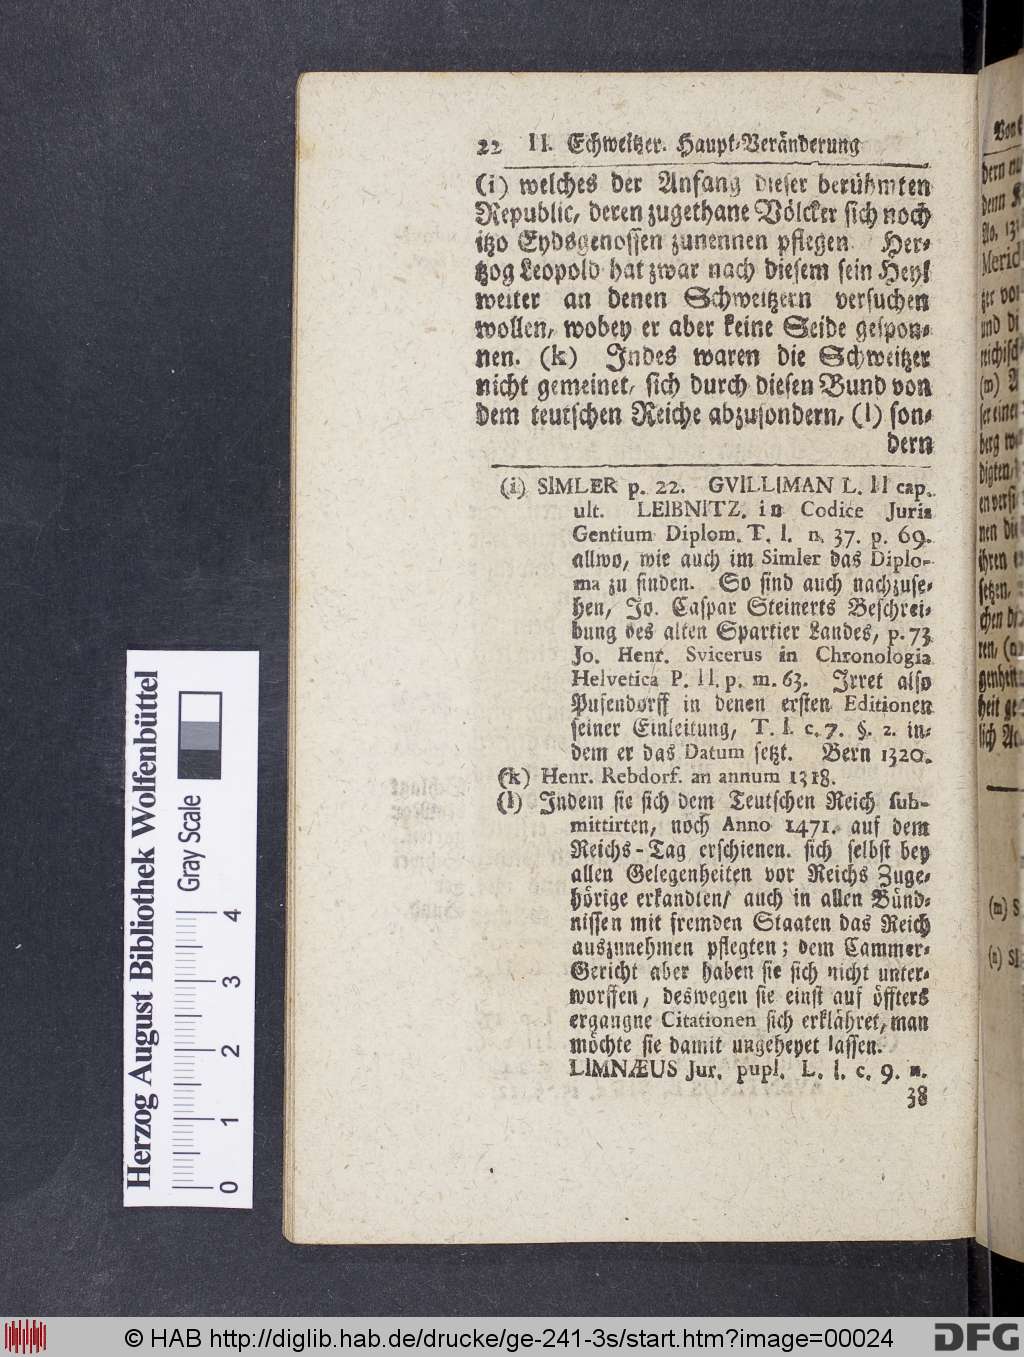 22 II. Schweitzer. Haupt-Veränderung
(i) welches der Anfang dieser berühmten
Republic, deren zugethane Völcker sich noch
itzo Eydsgenossen zunennen pflegen Her-
tzog Leopold hat zwar nach diesem sein Heyl
weiter an denen Schweitzern versuchen
wollen, wobey er aber keine Seide gespon-
nen. (k) Indes waren die Schweitzer
nicht gemeinet, sich durch diesen Bund von
dem teutschen Reiche abzusondern, (l) son-
dern
(i) SIMLER p. 22. GVILLIMAN L. II cap.
ult. LEIBNITZ. in Codice Juris
Gentium Diplom. T. I. n. 37. p. 69.
allwo, wie auch im Simler das Diplo-
ma zu finden. So sind auch nachzuse-
hen, Jo. Caspar Steinerts Beschrei-
bung des alten Spartier Landes, p. 73
Jo. Henr. Svicerus in Chronologia
Helvetica P. II. p. m. 63. Irret also
Pufendorff in denen ersten Editionen
seiner Einleitung, T. I. c. 7. §. 2. in-
dem er das Datum setzt. Bern 1320.
(k) Henr. Rebdorf. an annum 1318.
(l) Indem sie sich dem Teutschen Reich sub-
mittirten, noch Anno 1471. auf dem
Reichs-Tag erschienen. sich selbst bey
allen Gelegenheiten vor Reichs Zuge-
hörige erkandten/ auch in allen Bünd-
nissen mit fremden Staaten das Reich
auszunehmen pflegten; dem Cammer-
Gericht aber haben sie sich nicht unter-
worffen, deswegen sie einst auf öffters
ergangne Citationen sich erklähret, man
möchte sie damit ungeheyet lassen.
LIMNÆUS Jur. pupl. L. I. c. 9. n.
38
Herzog August Bibliothek Wolfenbüttel
Gray Scale
0 1 2 3 4
© HAB http://diglib.hab.de/drucke/ge-241-3s/start.htm?image=00024
DFG